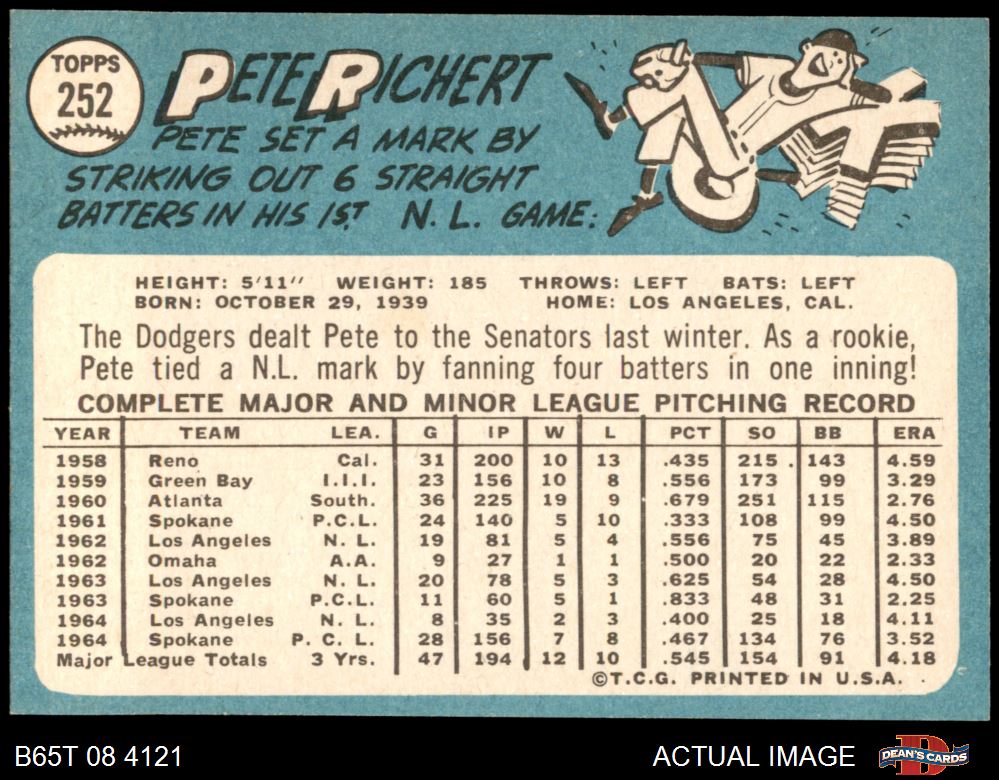 TOPPS
252
PETE RICHERT
PETE SET A MARK BY
STRIKING OUT 6 STRAIGHT
BATTERS IN HIS 1ST N. L. GAME.
HEIGHT: 5'11" WEIGHT: 185 THROWS: LEFT BATS: LEFT
BORN: OCTOBER 29, 1939 HOME: LOS ANGELES, CAL.
The Dodgers dealt Pete to the Senators last winter. As a rookie,
Pete tied a N.L. mark by fanning four batters in one inning!
COMPLETE MAJOR AND MINOR LEAGUE PITCHING RECORD
YEAR TEAM LEA. G IP W L PCT SO BB ERA
1958 Reno Cal. 31 200 10 13 .435 215 143 4.59
1959 Green Bay I.I.I. 23 156 10 8 .556 173 99 3.29
1960 Atlanta South. 36 225 19 9 .679 251 115 2.76
1961 Spokane P.C.L. 24 140 5 10 .333 108 99 4.50
1962 Los Angeles N. L. 19 81 5 4 .556 75 45 3.89
1962 Omaha A.A. 9 27 1 1 .500 20 22 2.33
1963 Los Angeles N. L. 20 78 5 3 .625 54 28 4.50
1963 Spokane P.C.L. 11 60 5 1 .833 48 31 2.25
1964 Los Angeles N. L. 8 35 2 3 .400 25 18 4.11
1964 Spokane P. C. L. 28 156 7 8 .467 134 76 3.52
Major League Totals 3 Yrs. 47 194 12 10 .545 154 91 4.18
©T.C.G. PRINTED IN U.S.A.
B65T 08 4121 ACTUAL IMAGE DEAN'S CARDS